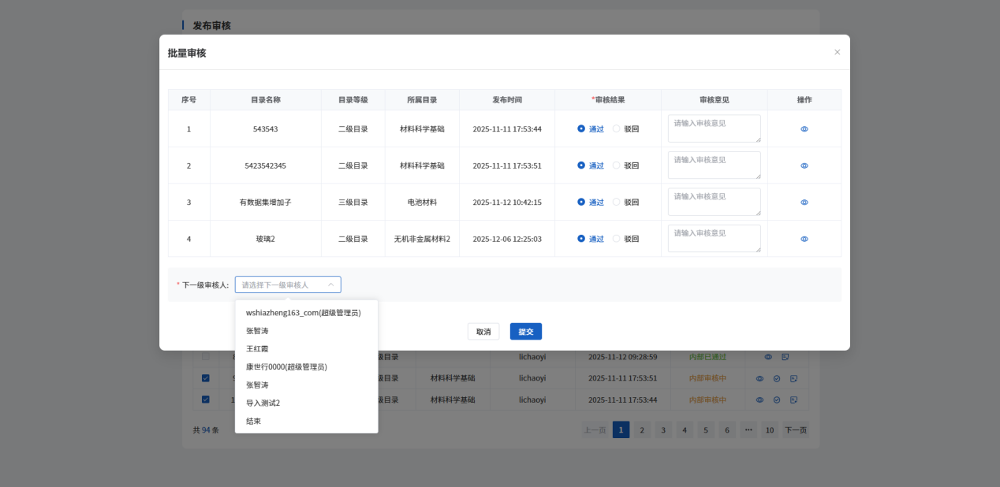 发布审核
批量审核
序号 目录名称 目录等级 所属目录 发布时间 *审核结果 审核意见 操作
1 543543 二级目录 材料科学基础 2025-11-11 17:53:44 通过 驳回 请输入审核意见
2 5423542345 二级目录 材料科学基础 2025-11-11 17:53:51 通过 驳回 请输入审核意见
3 有数据集增加子 三级目录 电池材料 2025-11-12 10:42:15 通过 驳回 请输入审核意见
4 玻璃2 二级目录 无机非金属材料2 2025-12-06 12:25:03 通过 驳回 请输入审核意见
* 下一级审核人: 请选择下一级审核人
wshiazheng163_com(超级管理员)
张智涛
王红霞
康世行0000(超级管理员)
张智涛
导入测试2
结束
取消 提交
级目录 lichaoyi 2025-11-12 09:28:59 内部已通过
级目录 材料科学基础 lichaoyi 2025-11-11 17:53:51 内部审核中
级目录 材料科学基础 lichaoyi 2025-11-11 17:53:44 内部审核中
共 94 条 上一页 1 2 3 4 5 6 ••• 10 下一页